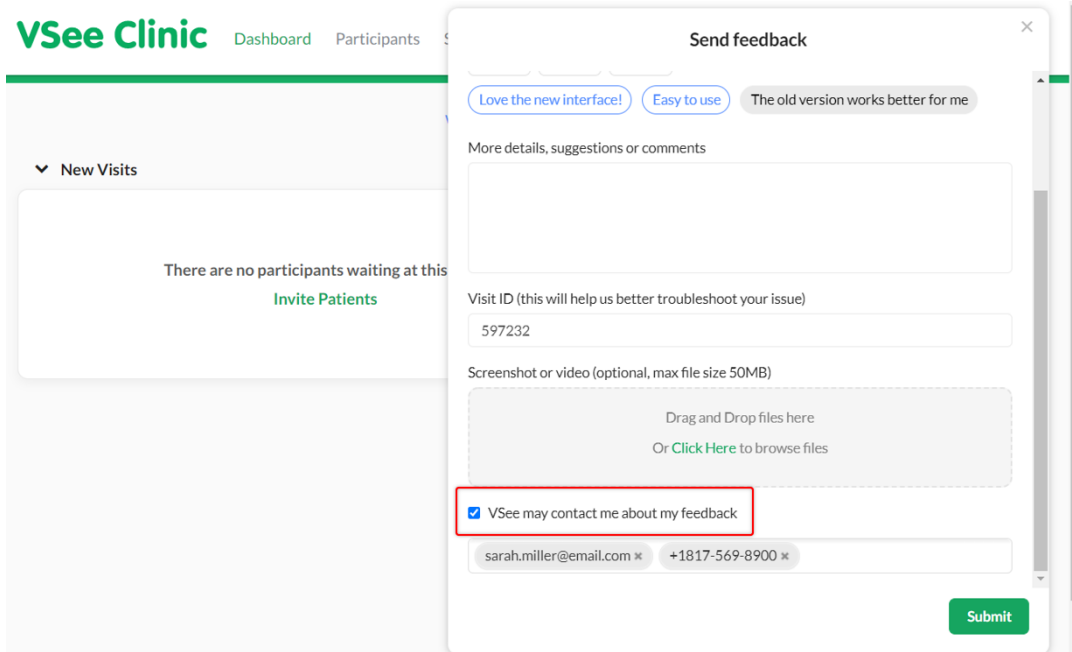 VSee Clinic
Dashboard
Participants
Send feedback
×
Love the new interface!
Easy to use
The old version works better for me
More details, suggestions or comments
New Visits
There are no participants waiting at this
Invite Patients
Visit ID (this will help us better troubleshoot your issue)
597232
Screenshot or video (optional, max file size 50MB)
Drag and Drop files here
Or Click Here to browse files
VSee may contact me about my feedback
sarah.miller@email.com ×
+1817-569-8900 ×
Submit